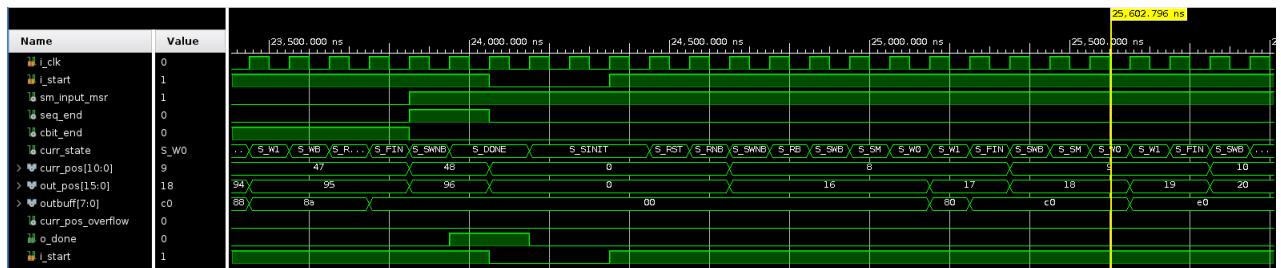 25,602.796 ns
Name Value 23,500.000 ns 24,000.000 ns 24,500.000 ns 25,000.000 ns 25,500.000 ns 2
i_clk 0
i_start 1
sm_input_msr 1
seq_end 0
cbit_end 0
curr_state S_W0 ... S_W1 S_WB S_R... S_FIN S_SWNB S_DONE S_SINIT S_RST S_RNB S_SWNB S_RB S_SWB S_SM S_W0 S_W1 S_FIN S_SWB S_SM S_W0 S_W1 S_FIN S_SWB ...
curr_pos[10:0] 9 47 48 0 8 9 10
out_pos[15:0] 18 94 95 96 0 16 17 18 19 20
outbuff[7:0] c0 88 8a 00 80 c0 e0
curr_pos_overflow 0
o_done 0
i_start 1